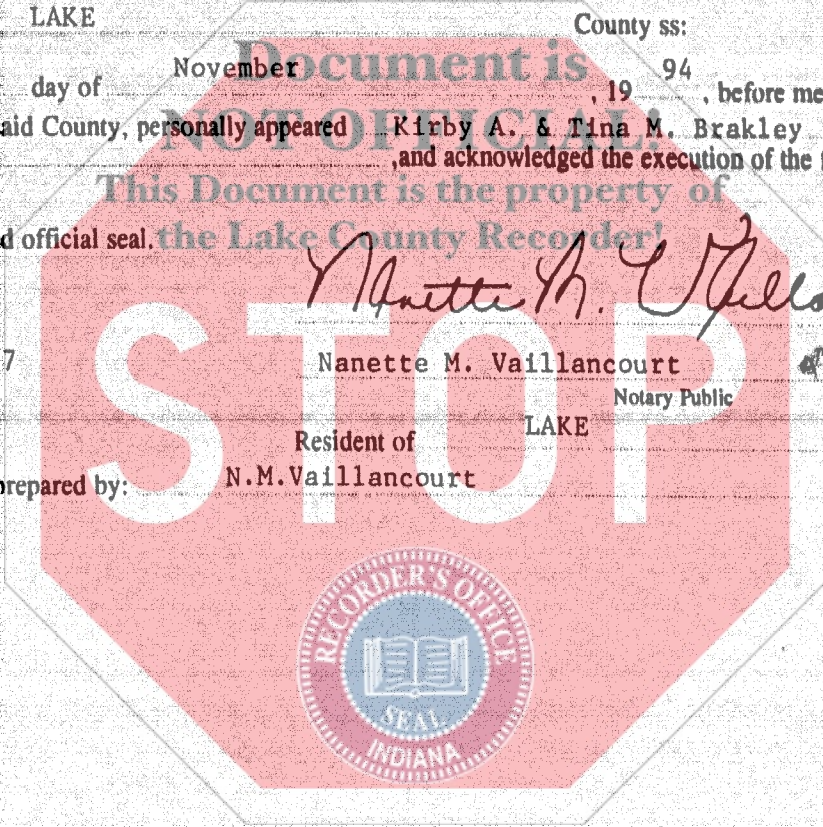 LAKE County ss:
day of November , 19 94 , before me
aid County, personally appeared Kirby A. & Tina M. Brakley
,and acknowledged the execution of the
d official seal.
Document is
NOT OFFICIAL!
This Document is the property of
the Lake County Recorder!
Nanette M.
7 Nanette M. Vaillancourt
Notary Public
Resident of LAKE
prepared by: N.M.Vaillancourt
STOP
RECORDER'S OFFICE
SEAL
INDIANA